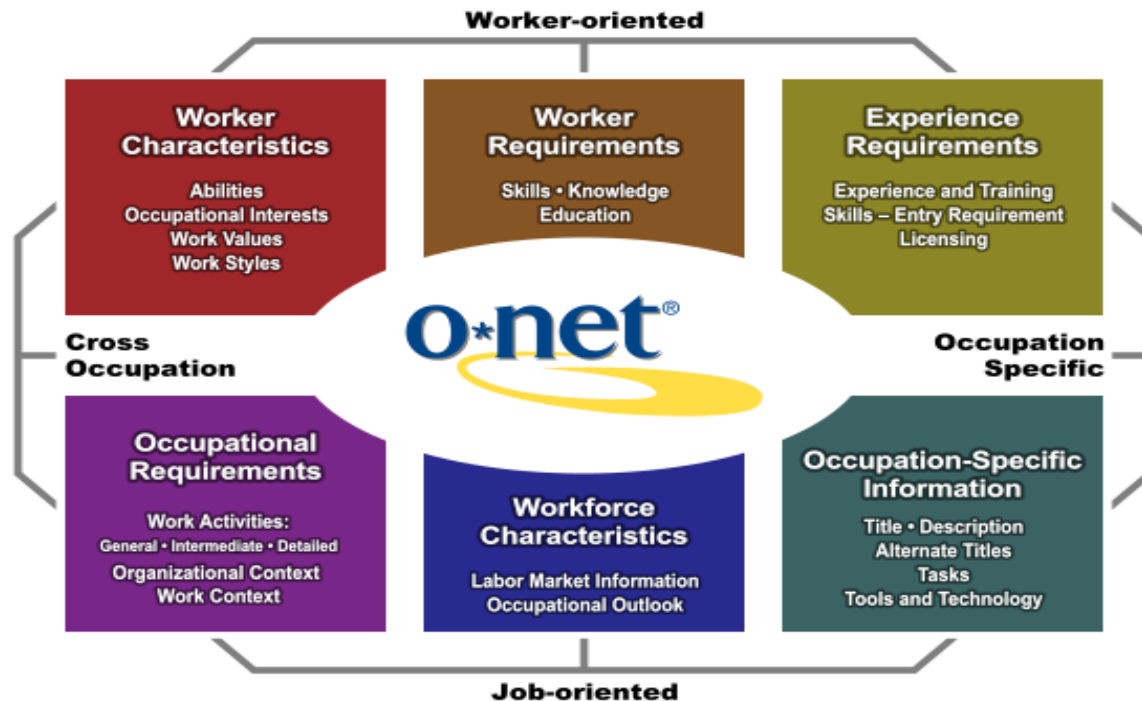 Worker-oriented
Worker
Characteristics
Abilities
Occupational Interests
Work Values
Work Styles
Worker
Requirements
Skills • Knowledge
Education
Experience
Requirements
Experience and Training
Skills – Entry Requirement
Licensing
Cross
Occupation
o*net®
Occupation
Specific
Occupational
Requirements
Work Activities:
General • Intermediate • Detailed
Organizational Context
Work Context
Workforce
Characteristics
Labor Market Information
Occupational Outlook
Occupation-Specific
Information
Title • Description
Alternate Titles
Tasks
Tools and Technology
Job-oriented